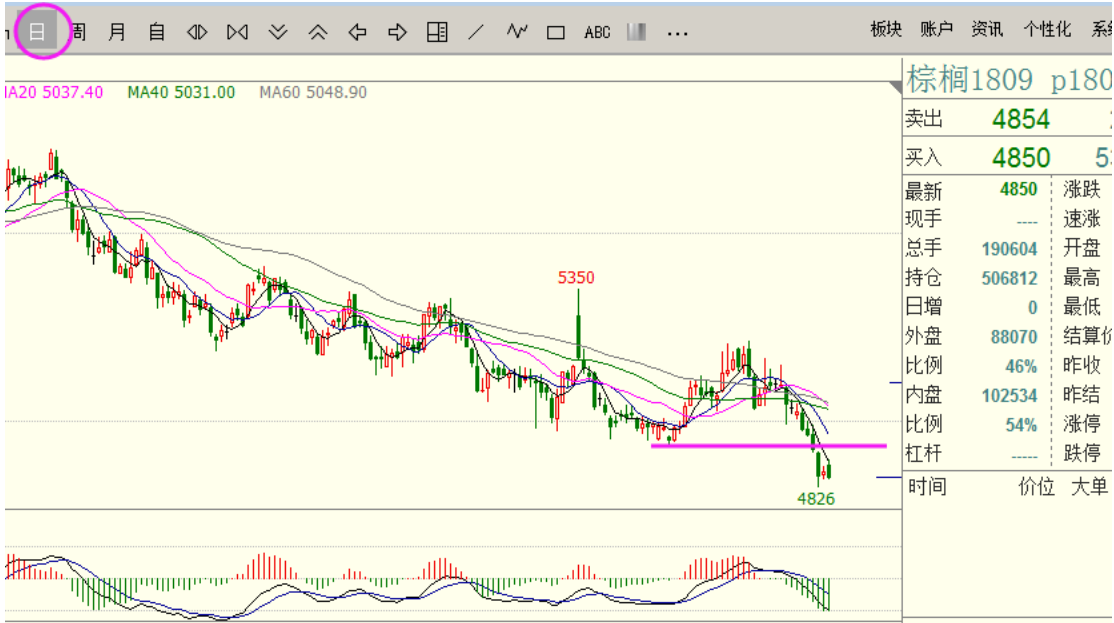 日 周 月 自 ABC ... 板块 账户 资讯 个性化
MA20 5037.40 MA40 5031.00 MA60 5048.90
棕榈1809 p180
卖出 4854
买入 4850
最新 4850 涨跌
现手 ---- 速涨
总手 190604 开盘
持仓 506812 最高
日增 0 最低
外盘 88070 结算价
比例 46% 昨收
内盘 102534 昨结
比例 54% 涨停
杠杆 ----- 跌停
时间 价位 大单
5350
4826